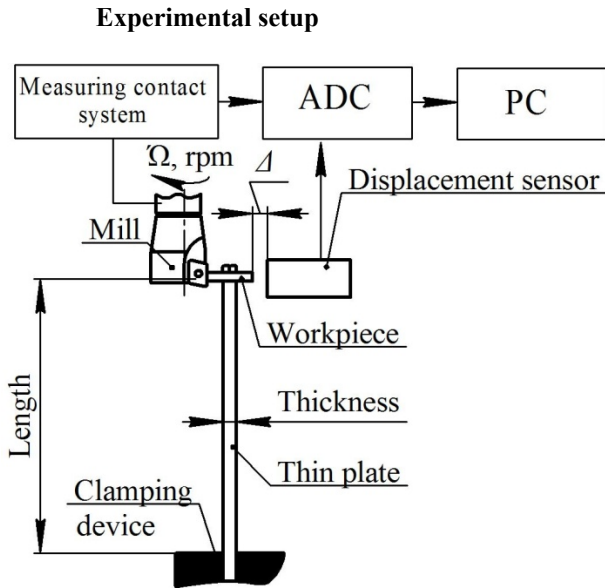 Experimental setup
Measuring contact
system
ADC
PC
Ω, rpm
Δ
Displacement sensor
Mill
Workpiece
Length
Thickness
Thin plate
Clamping
device